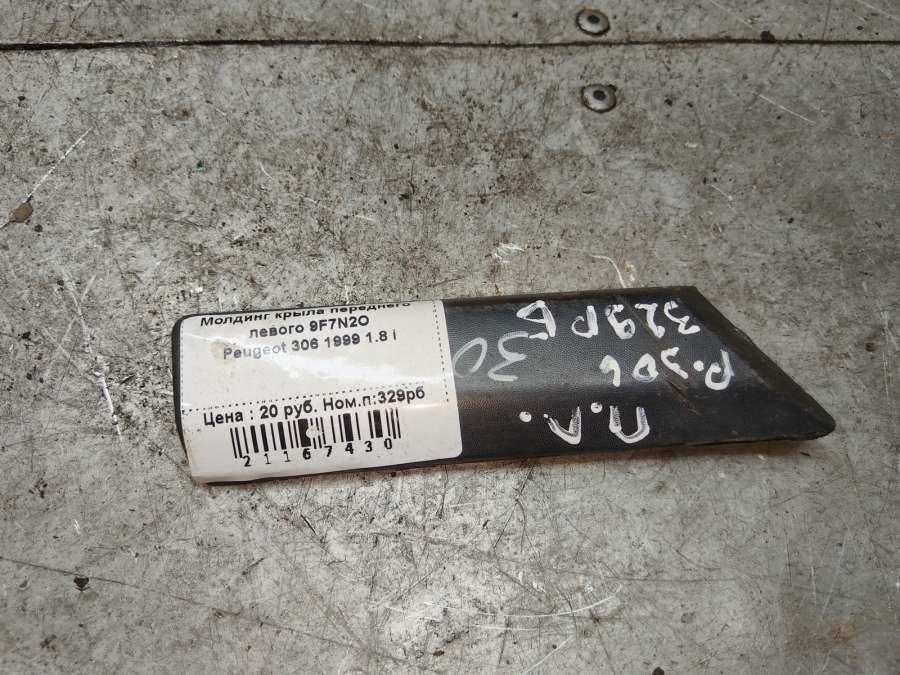 Молдинг крыла переднего
левого 9F7N2O
Peugeot 306 1999 1.8 i
Цена : 20 руб. Ном.п:329рб
21167430
329РБ
P.306 30
П.Л.